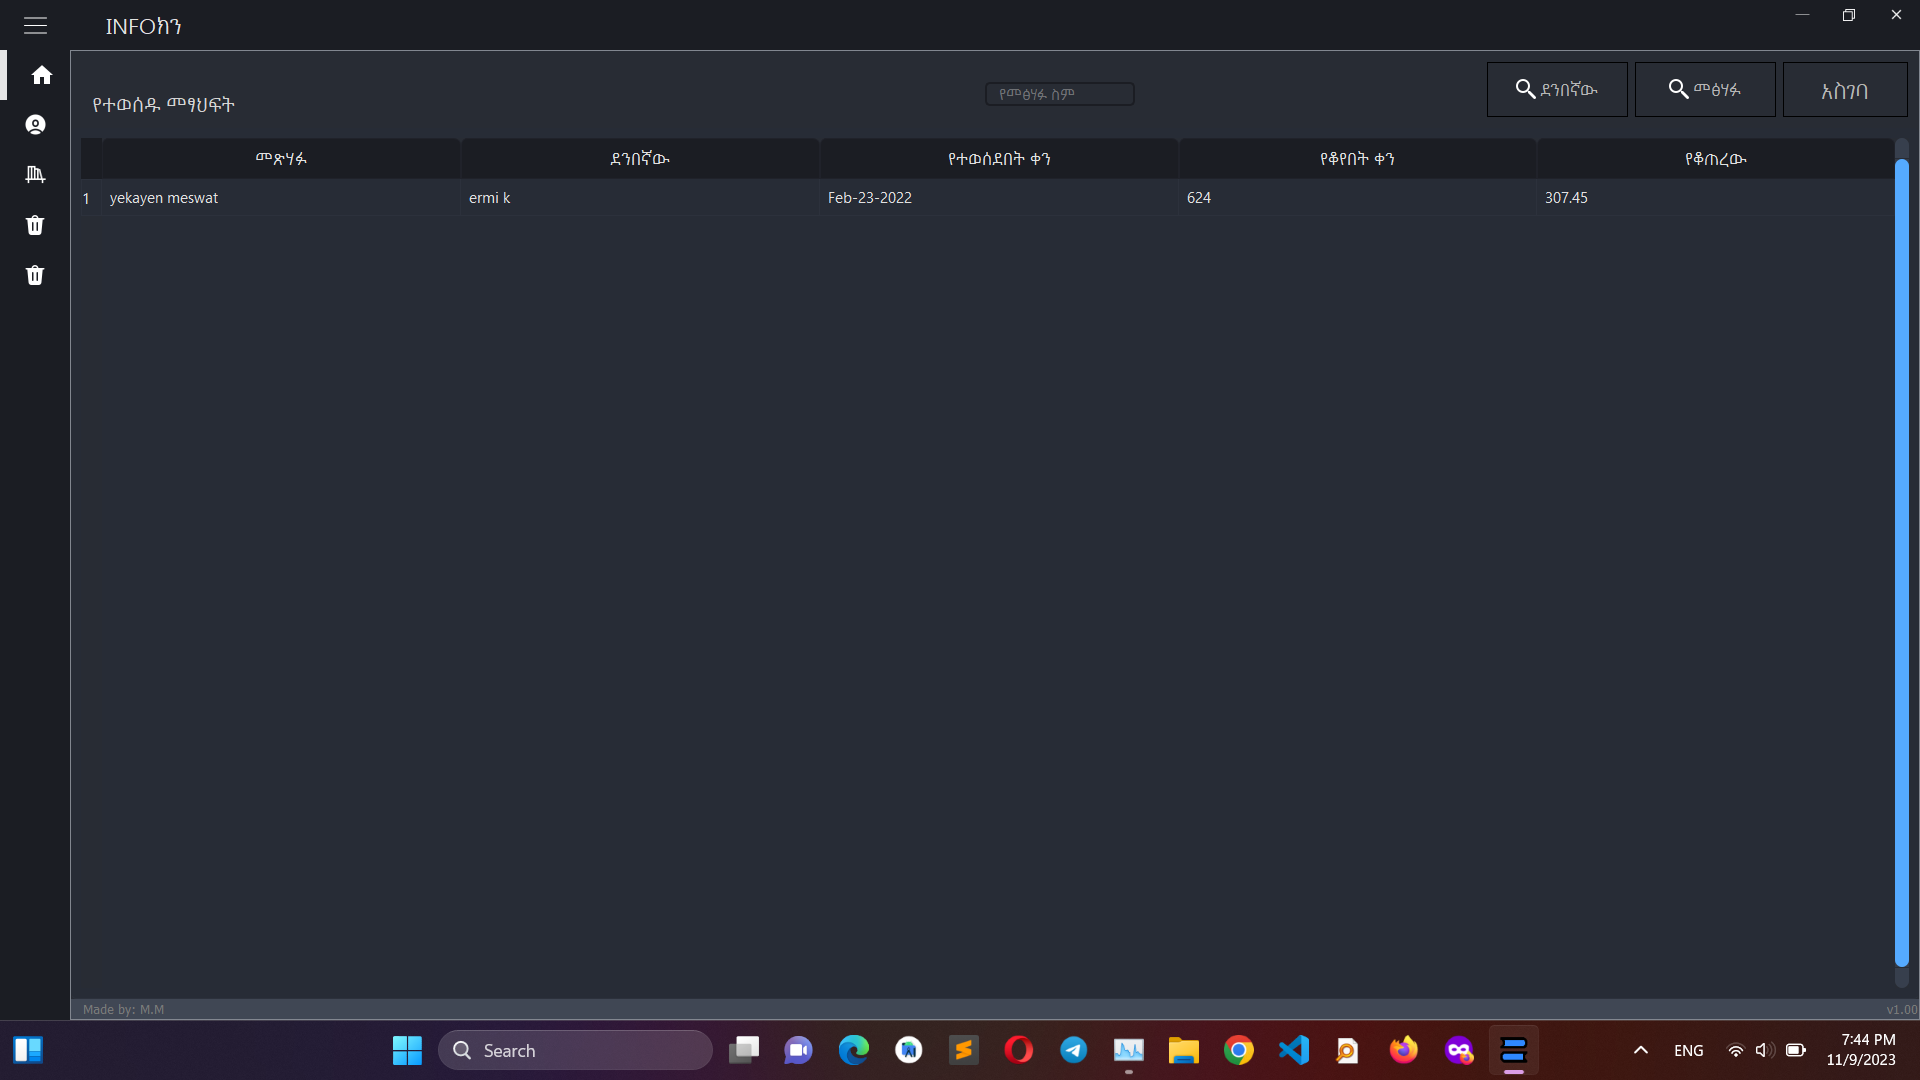 INFOክን
የተወሰዱ መፃህፍት
የመፅሃፉ ስም
ደንበኛው
መፅሃፉ
አስገባ
መጽሃፉ ደንበኛው የተወሰደበት ቀን የቆየበት ቀን የቆጠረው
1 yekayen meswat ermi k Feb-23-2022 624 307.45
Made by: M.M
v1.00
Search
ENG
7:44 PM
11/9/2023